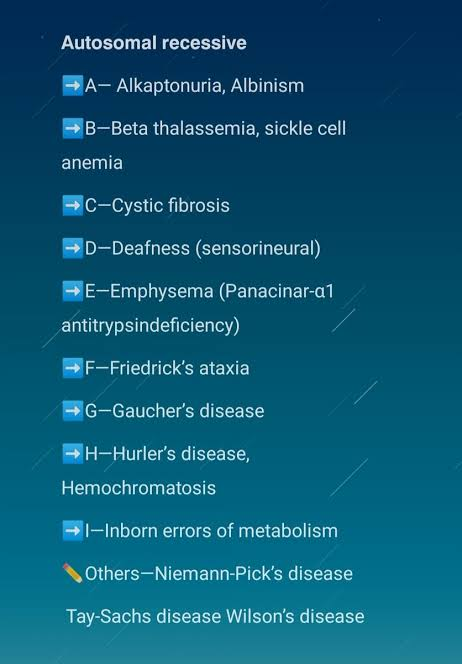 Autosomal recessive
➡️A— Alkaptonuria, Albinism
➡️B—Beta thalassemia, sickle cell
anemia
➡️C—Cystic fibrosis
➡️D—Deafness (sensorineural)
➡️E—Emphysema (Panacinar-α1
antitrypsindeficiency)
➡️F—Friedrick’s ataxia
➡️G—Gaucher’s disease
➡️H—Hurler’s disease,
Hemochromatosis
➡️I—Inborn errors of metabolism
✏️Others—Niemann-Pick’s disease
Tay-Sachs disease Wilson’s disease